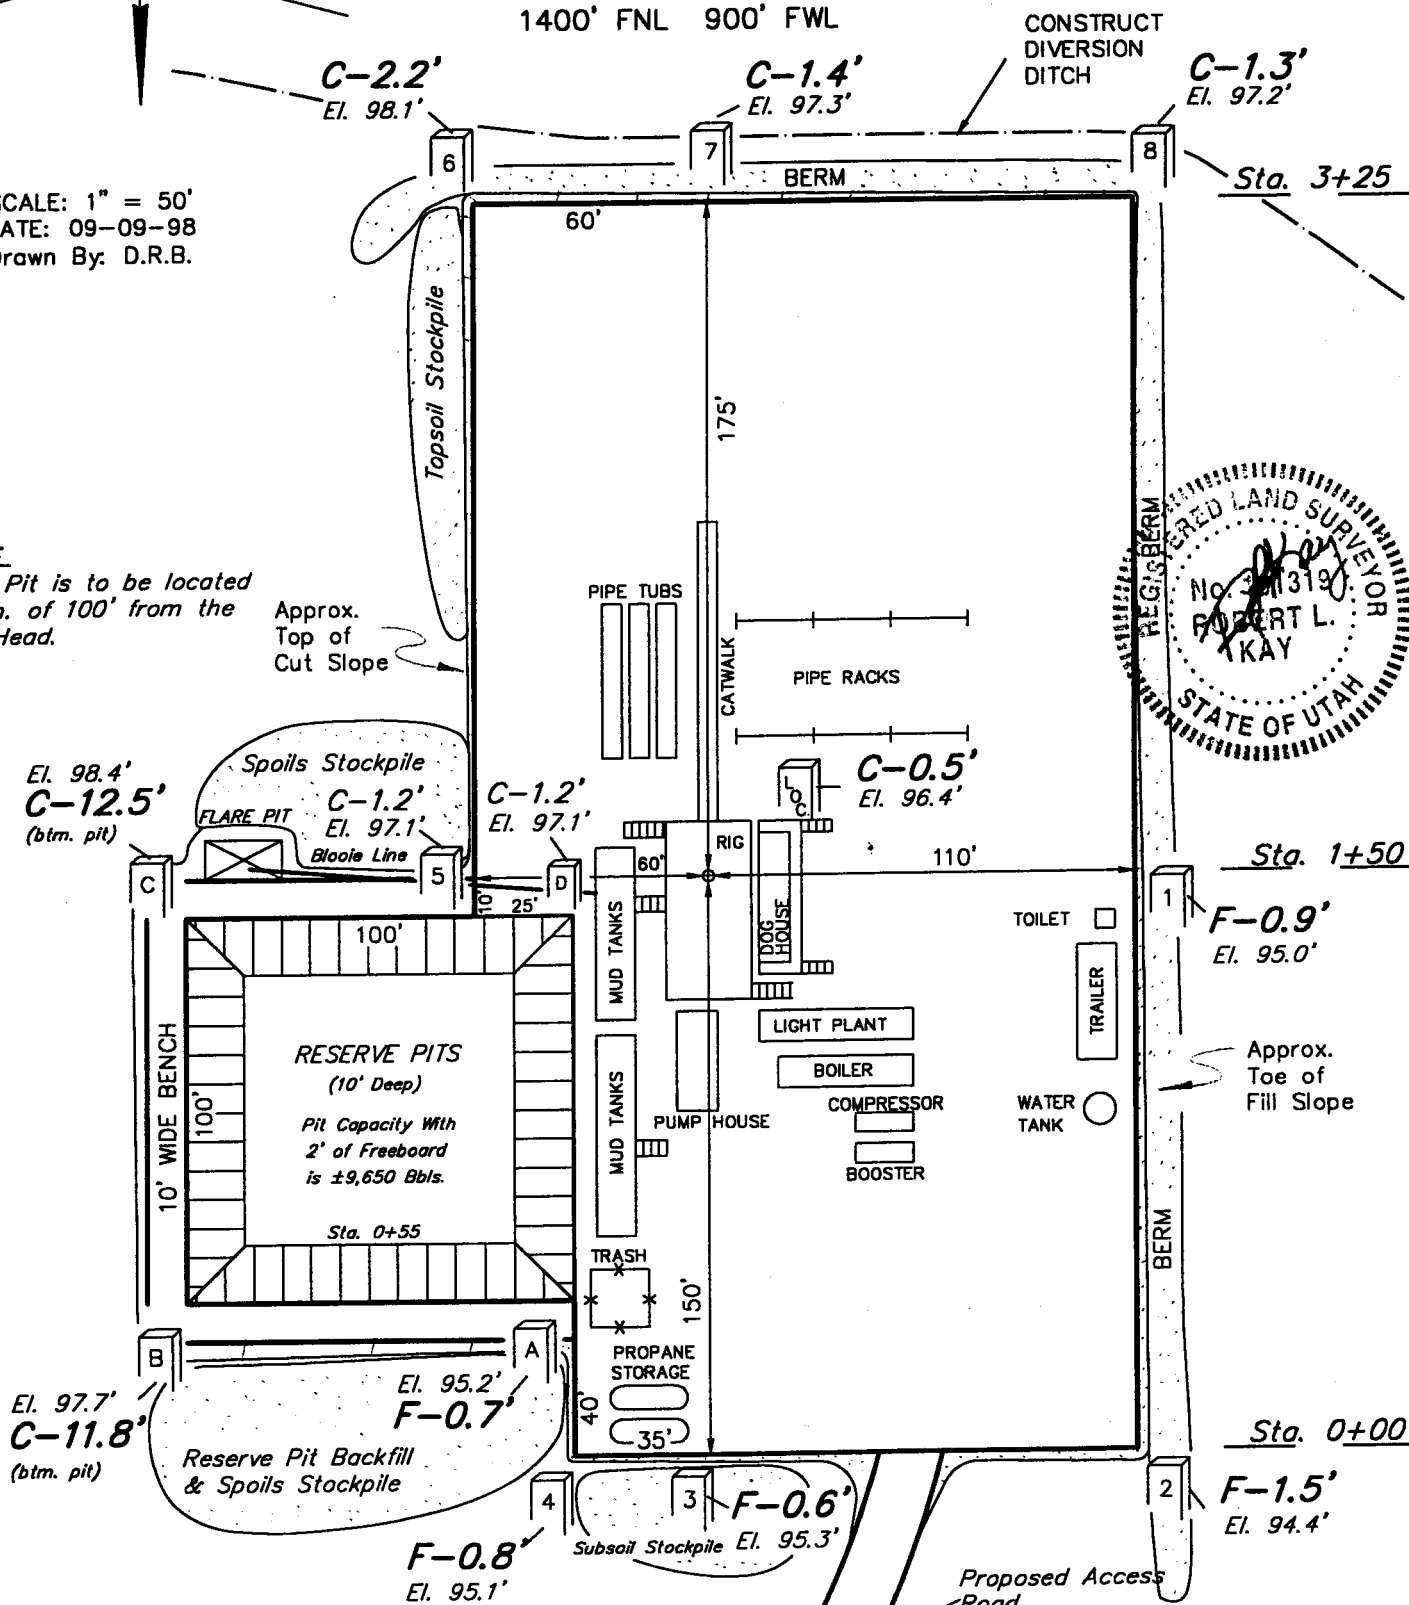 1400' FNL 900' FWL
CONSTRUCT
DIVERSION
DITCH
C-2.2'
El. 98.1'
C-1.4'
El. 97.3'
C-1.3'
El. 97.2'
6
7
8
BERM
Sta. 3+25
SCALE: 1" = 50'
ATE: 09-09-98
rawn By: D.R.B.
60'
Topsoil Stockpile
175'
Pit is to be located
. of 100' from the
Head.
Approx.
Top of
Cut Slope
PIPE TUBS
CATWALK
PIPE RACKS
BERM
REGISTERED LAND SURVEYOR
No.
1319
ROBERT L.
KAY
STATE OF UTAH
Spoils Stockpile
El. 98.4'
C-12.5'
(btm. pit)
FLARE PIT
C-1.2'
El. 97.1'
Blooie Line
C-1.2'
El. 97.1'
LOC.
C-0.5'
El. 96.4'
RIG
C
5
D
60'
110'
Sta. 1+50
1
10'
25'
100'
MUD TANKS
DOG
HOUSE
TOILET
F-0.9'
El. 95.0'
TRAILER
10' WIDE BENCH
100'
RESERVE PITS
(10' Deep)
Pit Capacity With
2' of Freeboard
is ±9,650 Bbls.
Sta. 0+55
MUD TANKS
LIGHT PLANT
BOILER
COMPRESSOR
PUMP HOUSE
BOOSTER
WATER
TANK
Approx.
Toe of
Fill Slope
BERM
TRASH
150'
PROPANE
STORAGE
40'
35'
B
A
El. 97.7'
C-11.8'
(btm. pit)
El. 95.2'
F-0.7'
Reserve Pit Backfill
& Spoils Stockpile
Sta. 0+00
4
3
2
F-0.6'
El. 95.3'
Subsoil Stockpile
F-1.5'
El. 94.4'
F-0.8'
El. 95.1'
Proposed Access
Road